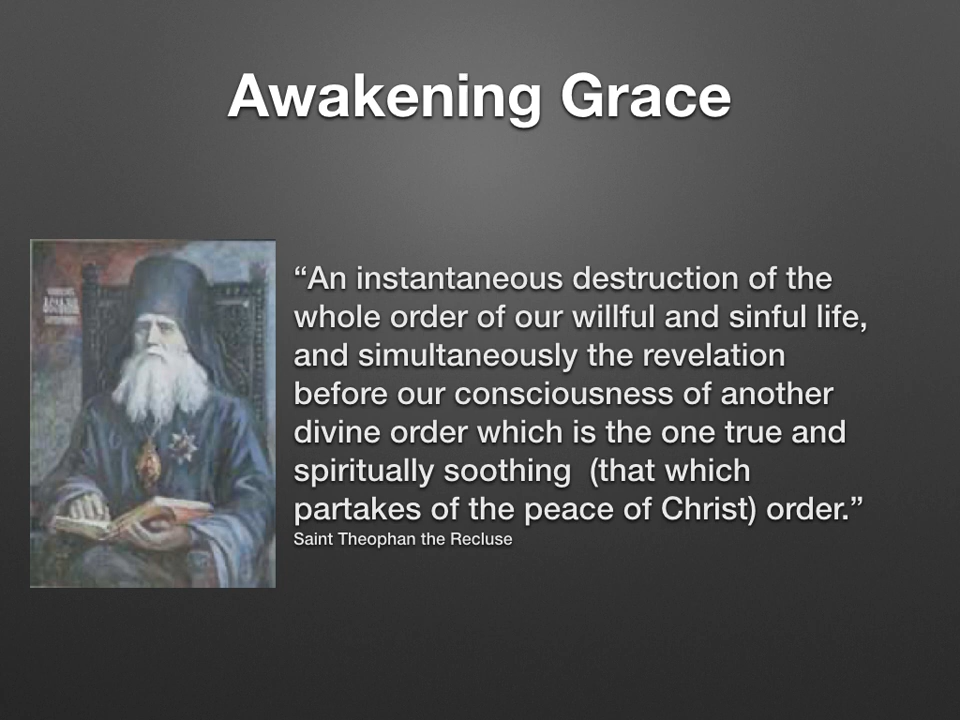 Awakening Grace
“An instantaneous destruction of the
whole order of our willful and sinful life,
and simultaneously the revelation
before our consciousness of another
divine order which is the one true and
spiritually soothing  (that which
partakes of the peace of Christ) order.”
Saint Theophan the Recluse